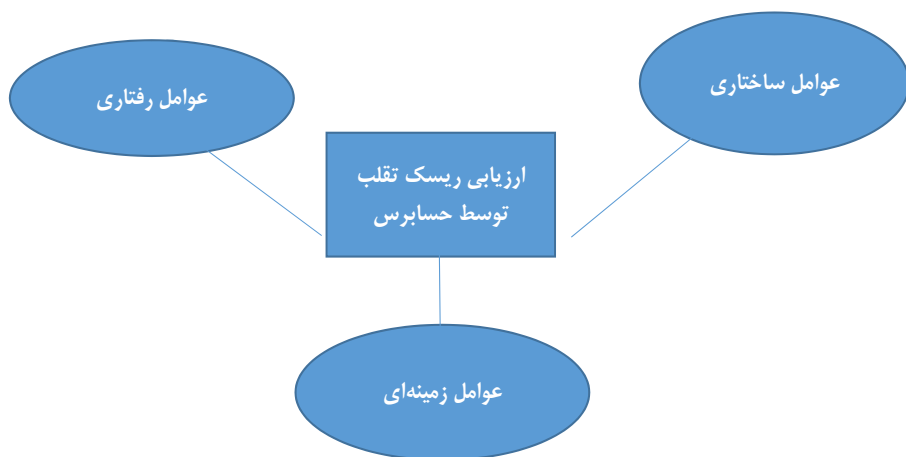 عوامل ساختاری
عوامل رفتاری
ارزیابی ریسک تقلب
توسط حسابرس
عوامل زمینه‌ای